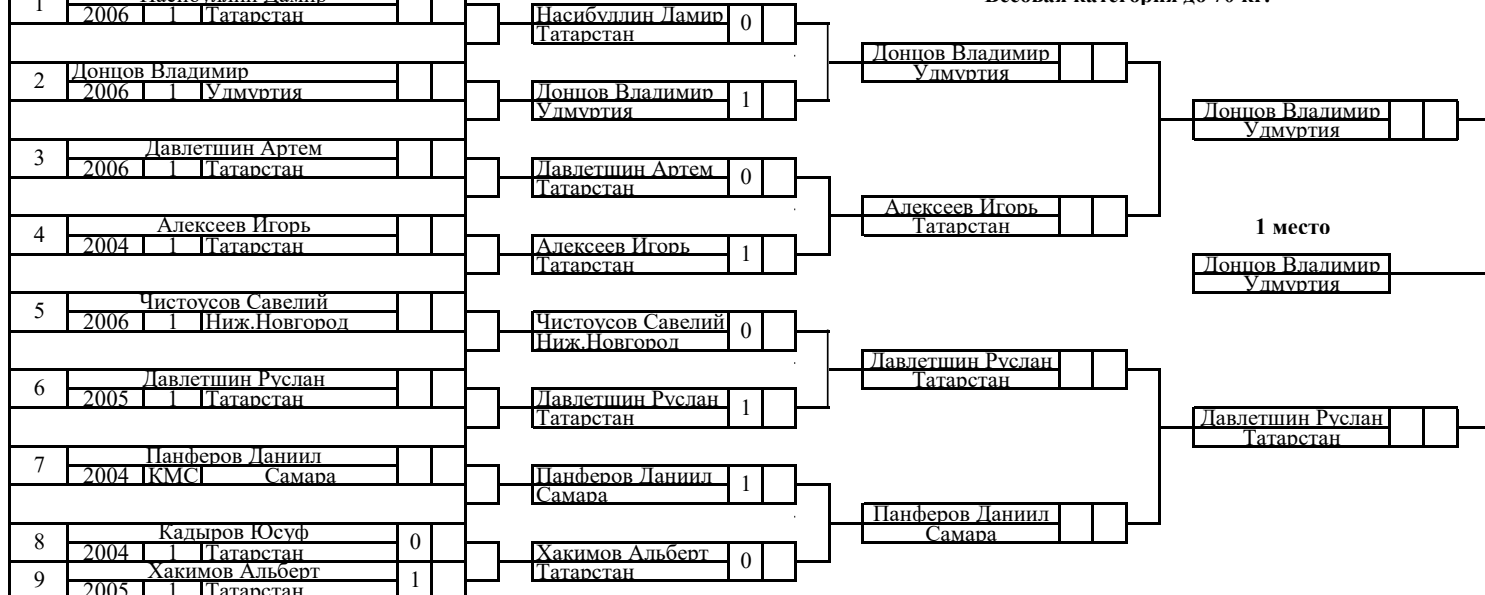 1
Насибуллин Дамир
2006 1 Татарстан
2
Донцов Владимир
2006 1 Удмуртия
3
Давлетшин Артем
2006 1 Татарстан
4
Алексеев Игорь
2004 1 Татарстан
5
Чистоусов Савелий
2006 1 Ниж.Новгород
6
Давлетшин Руслан
2005 1 Татарстан
7
Панферов Даниил
2004 КМС Самара
8
Кадыров Юсуф 0
2004 1 Татарстан
9
Хакимов Альберт 1
2005 1 Татарстан
Насибуллин Дамир 0
Татарстан
Донцов Владимир 1
Удмуртия
Давлетшин Артем 0
Татарстан
Алексеев Игорь 1
Татарстан
Чистоусов Савелий 0
Ниж.Новгород
Давлетшин Руслан 1
Татарстан
Панферов Даниил 1
Самара
Хакимов Альберт 0
Татарстан
Весовая категория до 70 кг.
Донцов Владимир
Удмуртия
Алексеев Игорь
Татарстан
Давлетшин Руслан
Татарстан
Панферов Даниил
Самара
Донцов Владимир
Удмуртия
1 место
Донцов Владимир
Удмуртия
Давлетшин Руслан
Татарстан